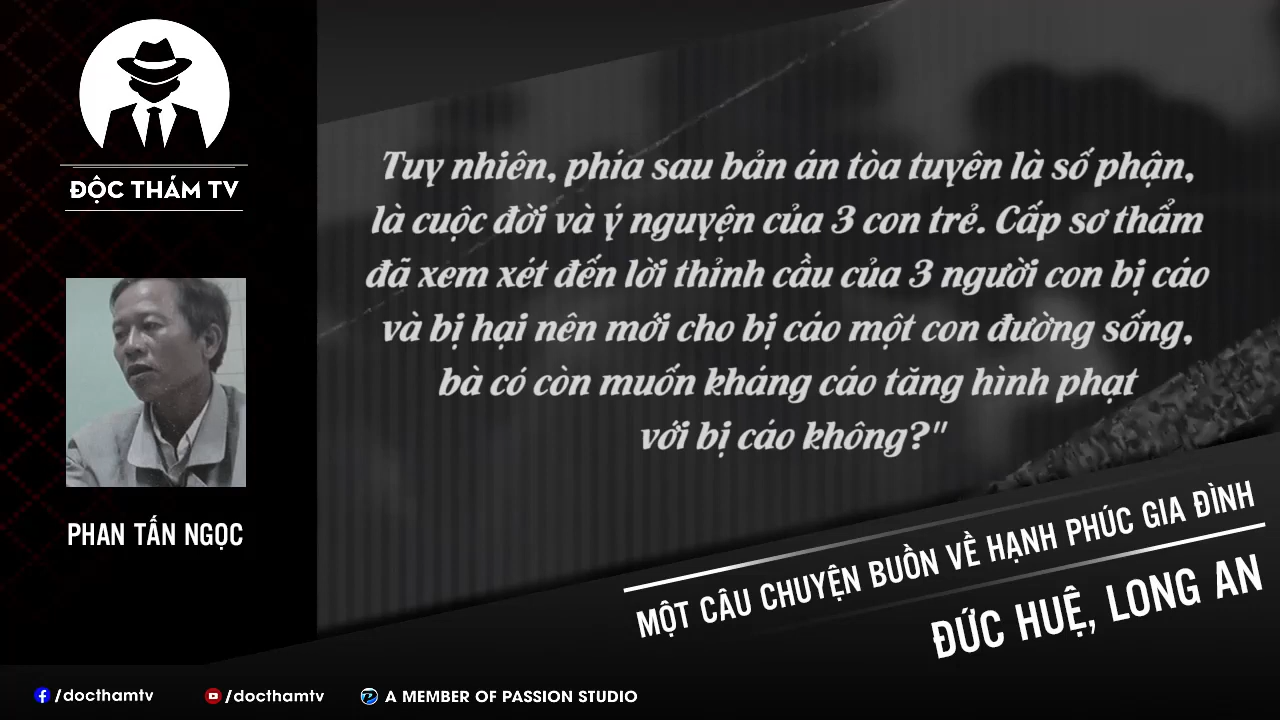 ĐỘC THÁM TV
PHAN TẤN NGỌC
Tuy nhiên, phía sau bản án tòa tuyên là số phận,
là cuộc đời và ý nguyện của 3 con trẻ. Cấp sơ thẩm
đã xem xét đến lời thỉnh cầu của 3 người con bị cáo
và bị hại nên mới cho bị cáo một con đường sống,
bà có còn muốn kháng cáo tăng hình phạt
với bị cáo không?"
MỘT CÂU CHUYỆN BUỒN VỀ HẠNH PHÚC GIA ĐÌNH
ĐỨC HUỆ, LONG AN
/docthamtv
/docthamtv
A MEMBER OF PASSION STUDIO